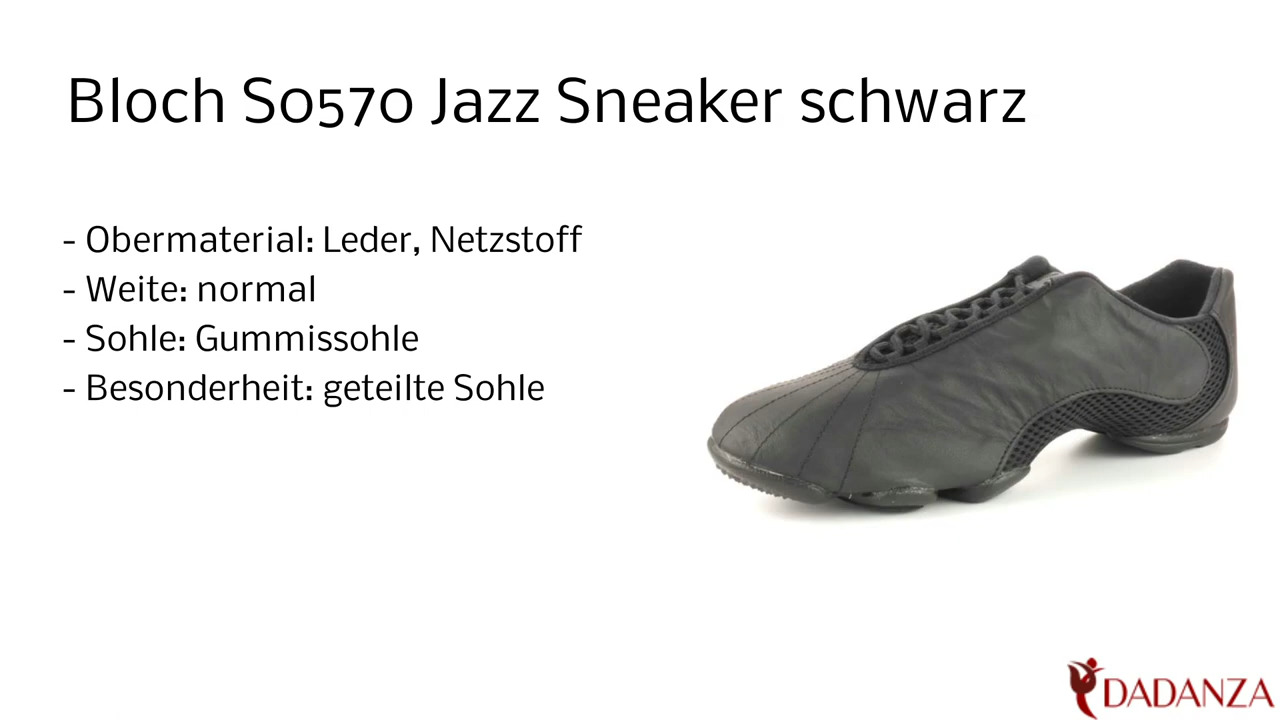 Bloch S0570 Jazz Sneaker schwarz
- Obermaterial: Leder, Netzstoff
- Weite: normal
- Sohle: Gummissohle
- Besonderheit: geteilte Sohle
DADANZA